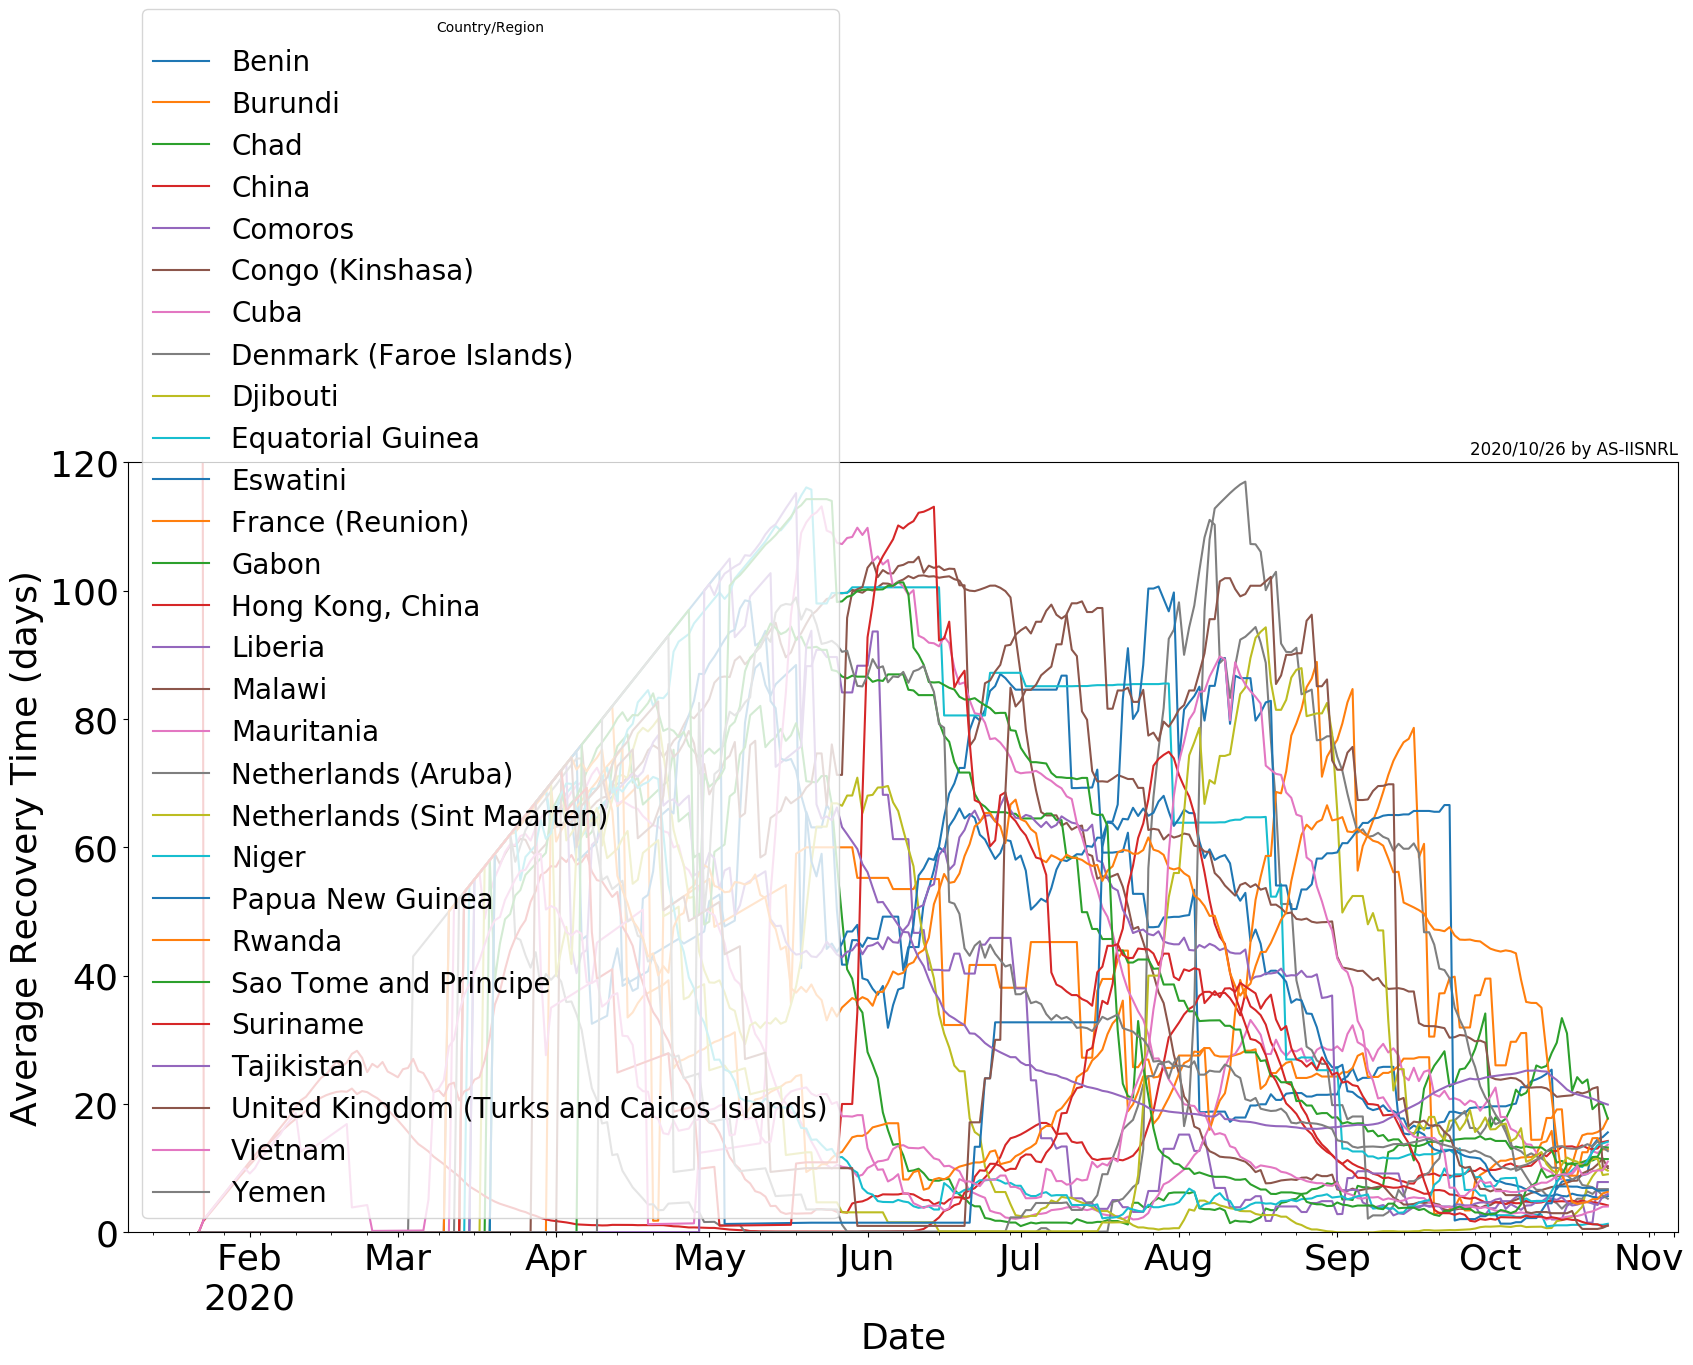 Country/Region
Benin
Burundi
Chad
China
Comoros
Congo (Kinshasa)
Cuba
Denmark (Faroe Islands)
Djibouti
Equatorial Guinea
Eswatini
France (Reunion)
Gabon
Hong Kong, China
Liberia
Malawi
Mauritania
Netherlands (Aruba)
Netherlands (Sint Maarten)
Niger
Papua New Guinea
Rwanda
Sao Tome and Principe
Suriname
Tajikistan
United Kingdom (Turks and Caicos Islands)
Vietnam
Yemen
2020/10/26 by AS-IISNRL
120
100
80
60
40
20
0
Average Recovery Time (days)
Feb Mar Apr May Jun Jul Aug Sep Oct Nov
2020
Date